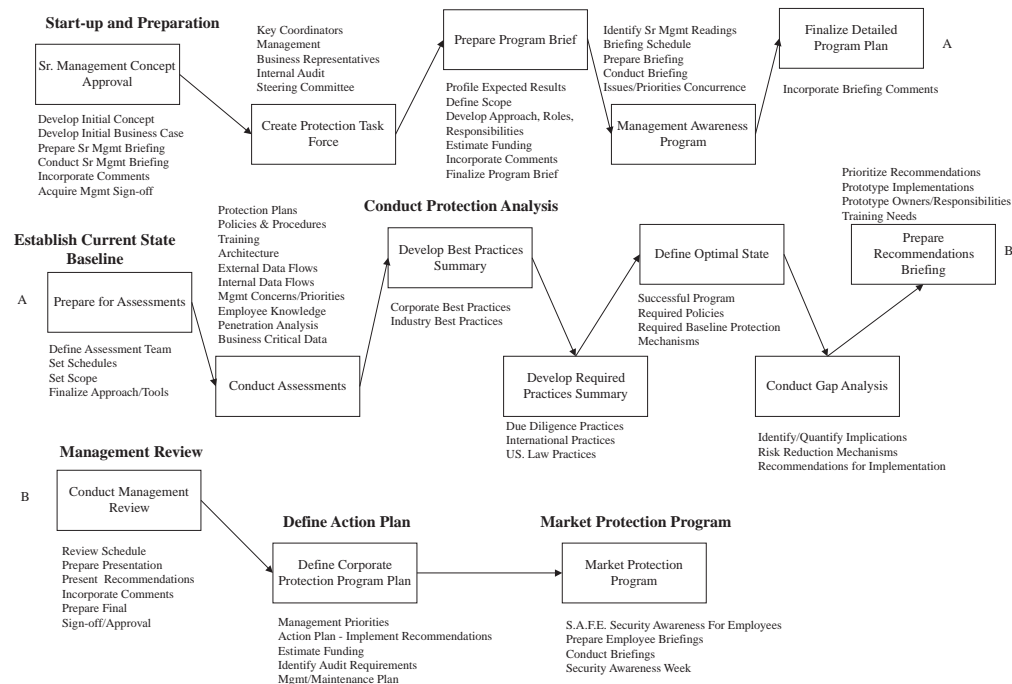 Start-up and Preparation
Sr. Management Concept
Approval
Develop Initial Concept
Develop Initial Business Case
Prepare Sr Mgmt Briefing
Conduct Sr Mgmt Briefing
Incorporate Comments
Acquire Mgmt Sign-off
Key Coordinators
Management
Business Representatives
Internal Audit
Steering Committee
Create Protection Task
Force
Prepare Program Brief
Profile Expected Results
Define Scope
Develop Approach, Roles,
Responsibilities
Estimate Funding
Incorporate Comments
Finalize Program Brief
Identify Sr Mgmt Readings
Briefing Schedule
Prepare Briefing
Conduct Briefing
Issues/Priorities Concurrence
Management Awareness
Program
Finalize Detailed
Program Plan
A
Incorporate Briefing Comments
Establish Current State
Baseline
A
Prepare for Assessments
Define Assessment Team
Set Schedules
Set Scope
Finalize Approach/Tools
Protection Plans
Policies & Procedures
Training
Architecture
External Data Flows
Internal Data Flows
Mgmt Concerns/Priorities
Employee Knowledge
Penetration Analysis
Business Critical Data
Conduct Assessments
Conduct Protection Analysis
Develop Best Practices
Summary
Corporate Best Practices
Industry Best Practices
Develop Required
Practices Summary
Due Diligence Practices
International Practices
US. Law Practices
Define Optimal State
Successful Program
Required Policies
Required Baseline Protection
Mechanisms
Conduct Gap Analysis
Identify/Quantify Implications
Risk Reduction Mechanisms
Recommendations for Implementation
Prioritize Recommendations
Prototype Implementations
Prototype Owners/Responsibilities
Training Needs
Prepare
Recommendations
Briefing
B
Management Review
B
Conduct Management
Review
Review Schedule
Prepare Presentation
Present Recommendations
Incorporate Comments
Prepare Final
Sign-off/Approval
Define Action Plan
Define Corporate
Protection Program Plan
Management Priorities
Action Plan - Implement Recommendations
Estimate Funding
Identify Audit Requirements
Mgmt/Maintenance Plan
Market Protection Program
Market Protection
Program
S.A.F.E. Security Awareness For Employees
Prepare Employee Briefings
Conduct Briefings
Security Awareness Week